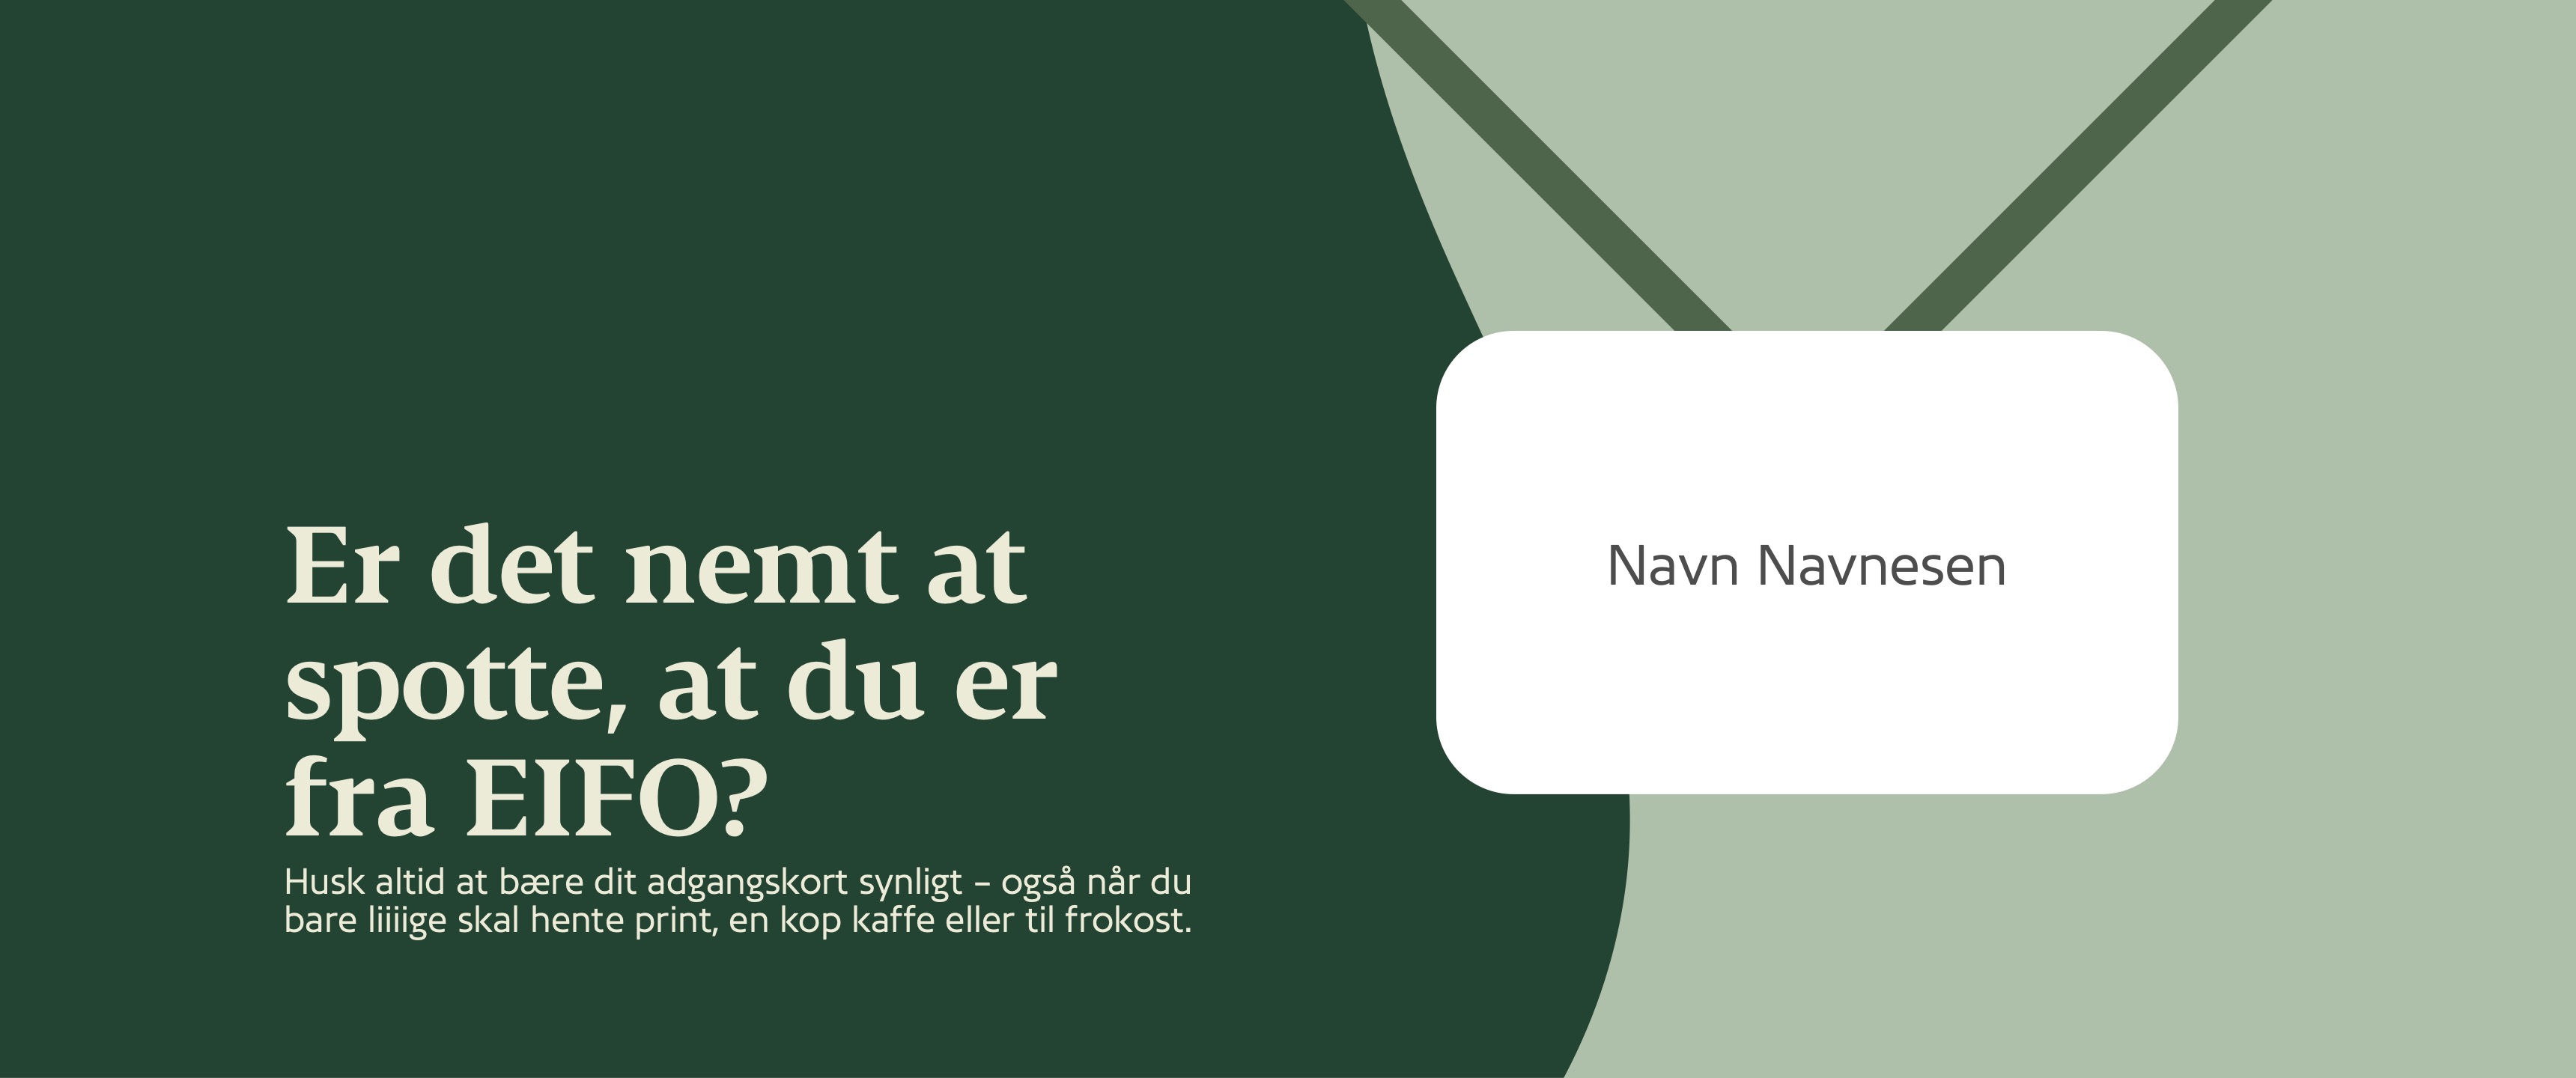 Er det nemt at
spotte, at du er
fra EIFO?
Husk altid at bære dit adgangskort synligt – også når du
bare liiiige skal hente print, en kop kaffe eller til frokost.
Navn Navnesen